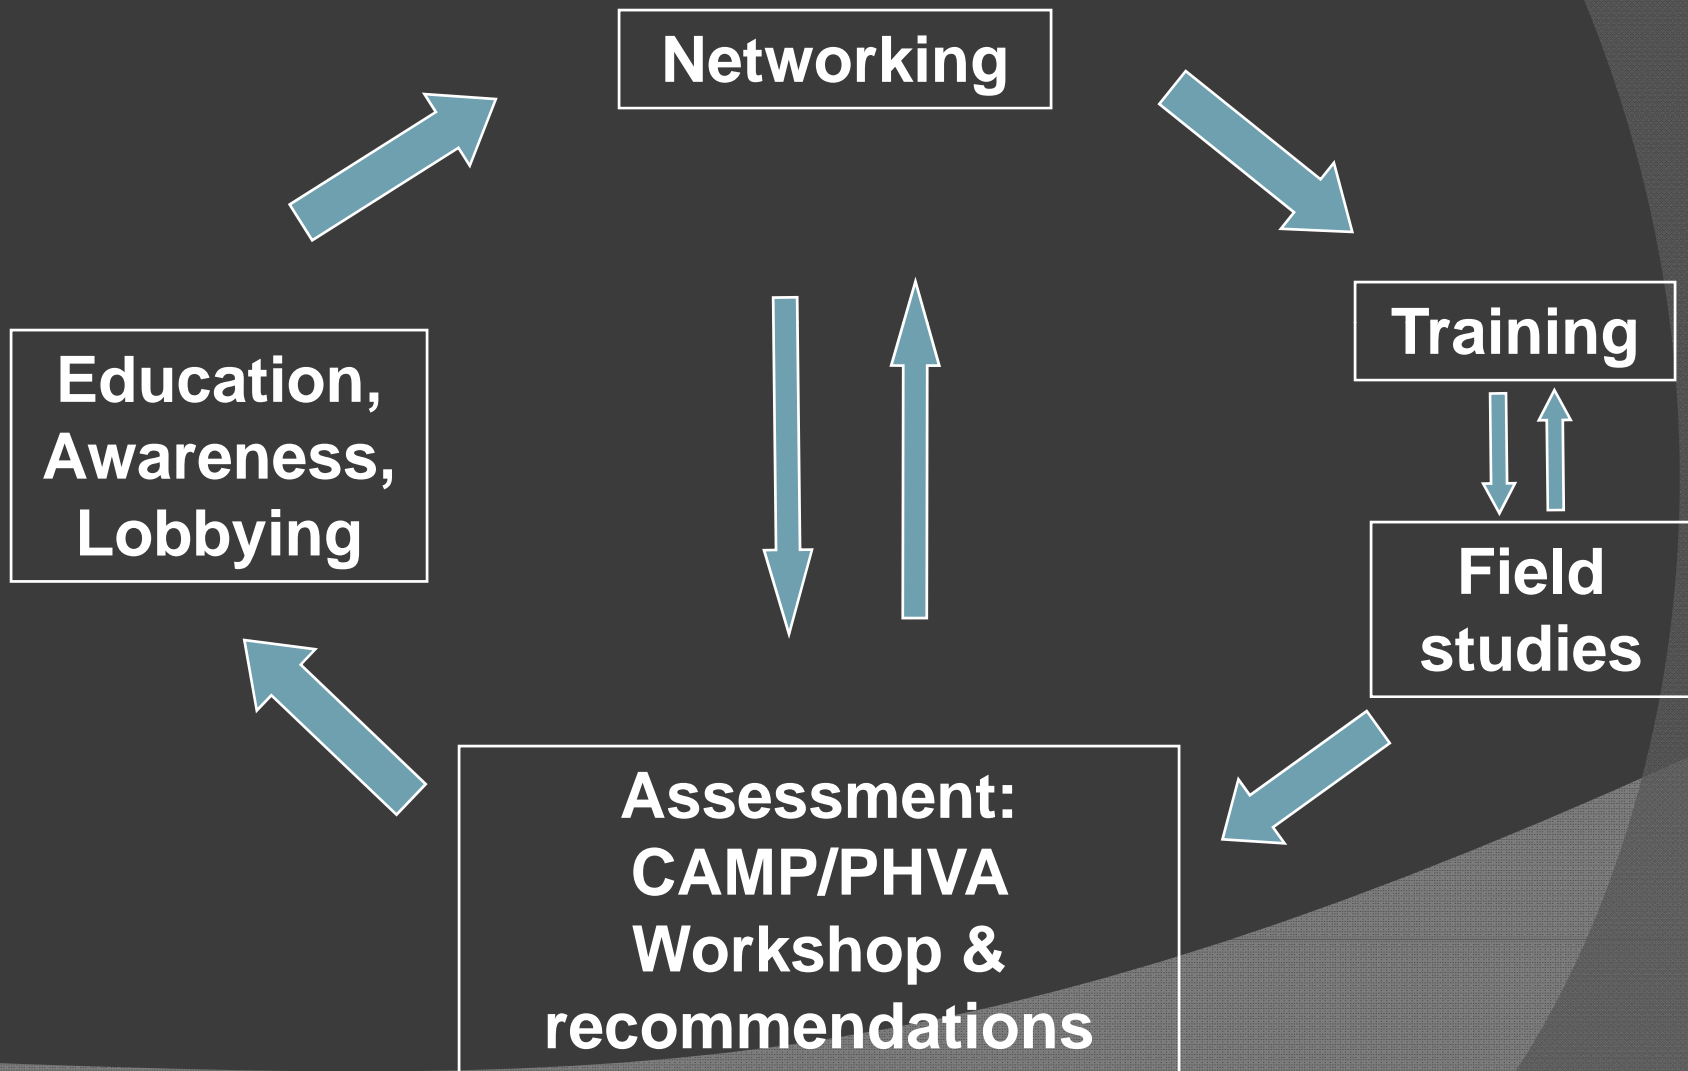 Networking
Training
Education,
Awareness,
Lobbying
Field
studies
Assessment:
CAMP/PHVA
Workshop &
recommendations